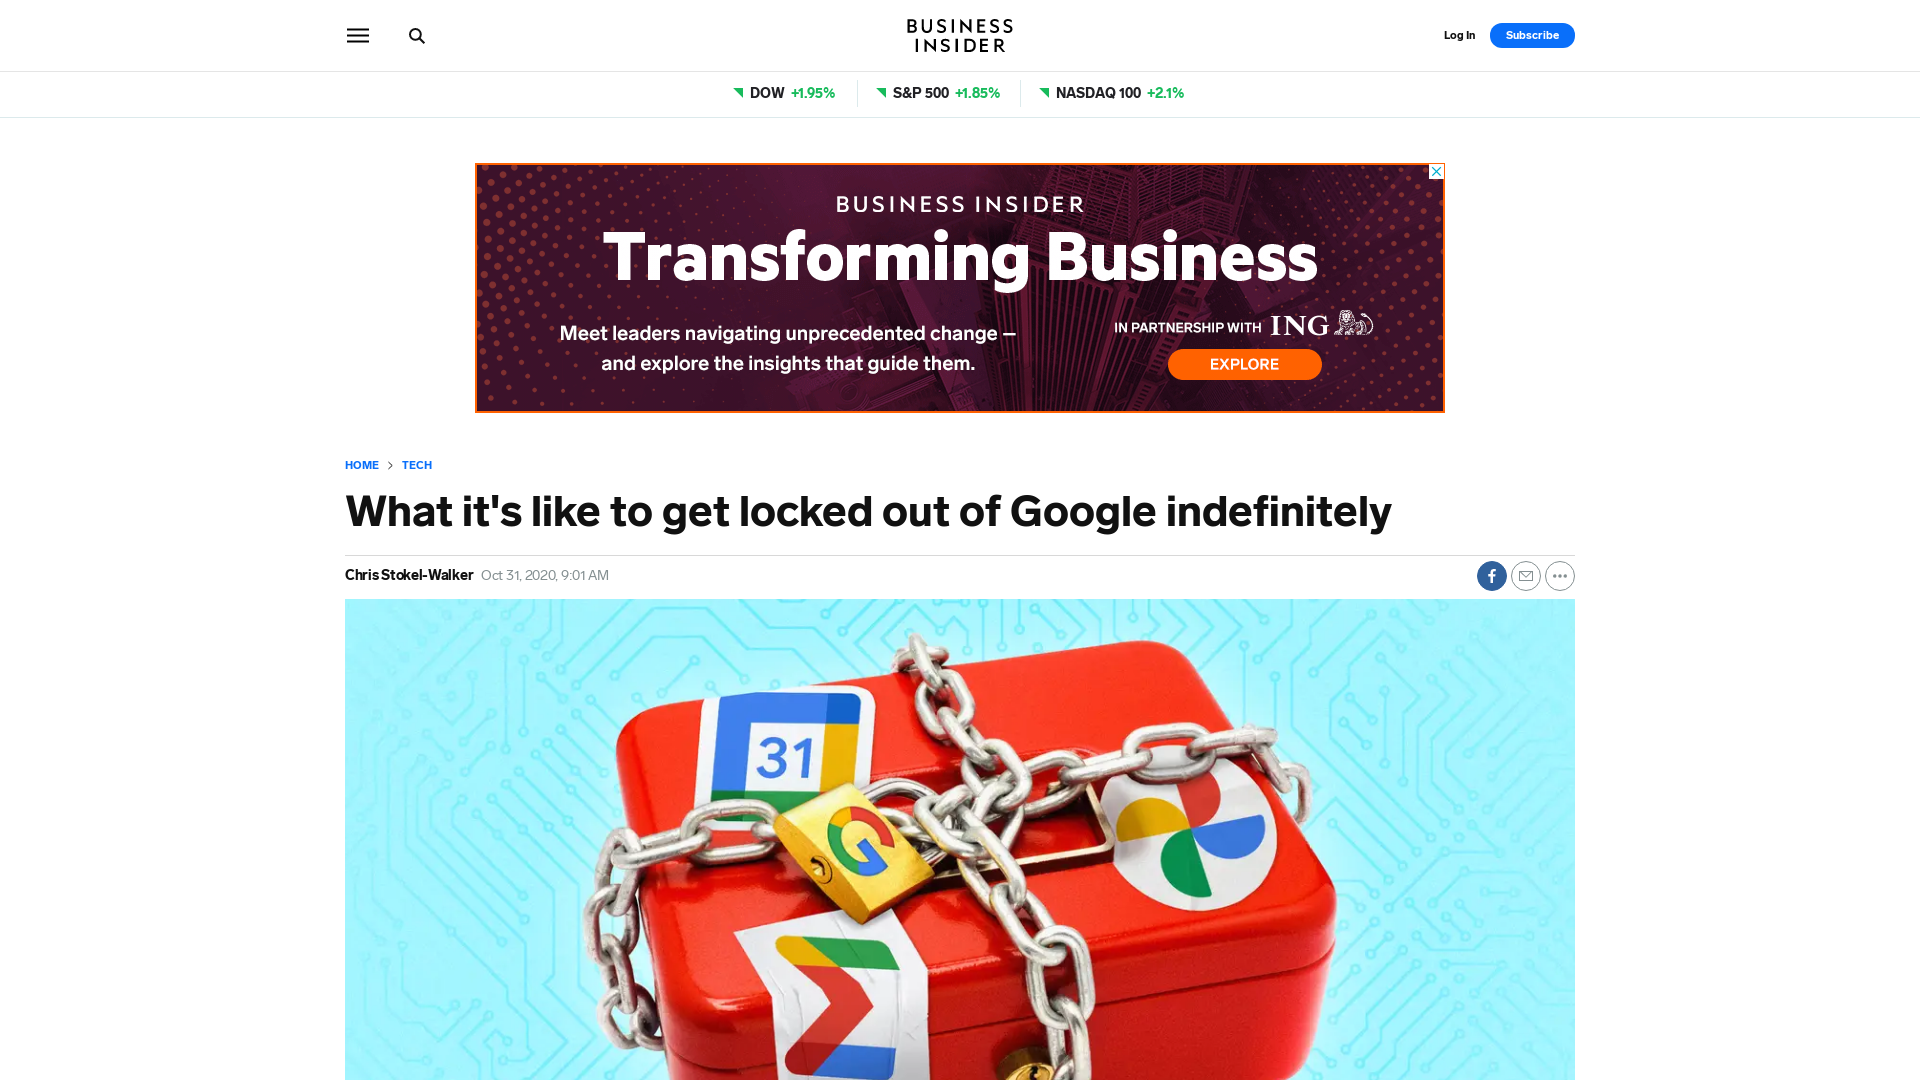 BUSINESS
INSIDER
Log In
Subscribe
DOW +1.95%
S&P 500 +1.85%
NASDAQ 100 +2.1%
BUSINESS INSIDER
Transforming Business
Meet leaders navigating unprecedented change –
and explore the insights that guide them.
IN PARTNERSHIP WITH ING
EXPLORE
HOME > TECH
What it's like to get locked out of Google indefinitely
Chris Stokel-Walker Oct 31, 2020, 9:01 AM
31
G